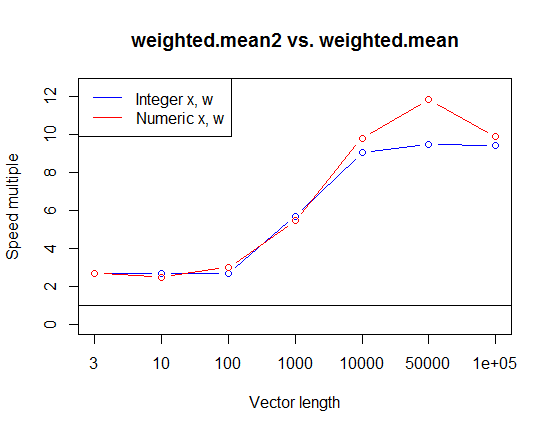 weighted.mean2 vs. weighted.mean
Integer x, w
Numeric x, w
Speed multiple
12
10
8
6
4
2
0
3 10 100 1000 10000 50000 1e+05
Vector length